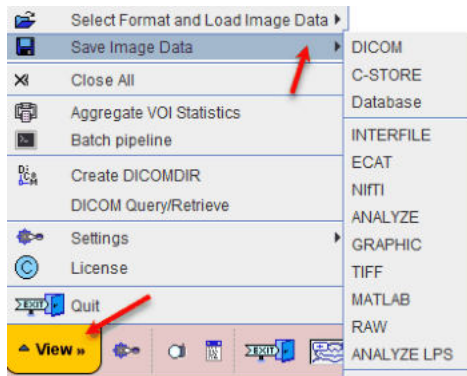 Select Format and Load Image Data
Save Image Data
Close All
Aggregate VOI Statistics
Batch pipeline
Create DICOMDIR
DICOM Query/Retrieve
Settings
License
EXIT Quit
View »
EXIT
DICOM
C-STORE
Database
INTERFILE
ECAT
NIfTI
ANALYZE
GRAPHIC
TIFF
MATLAB
RAW
ANALYZE LPS